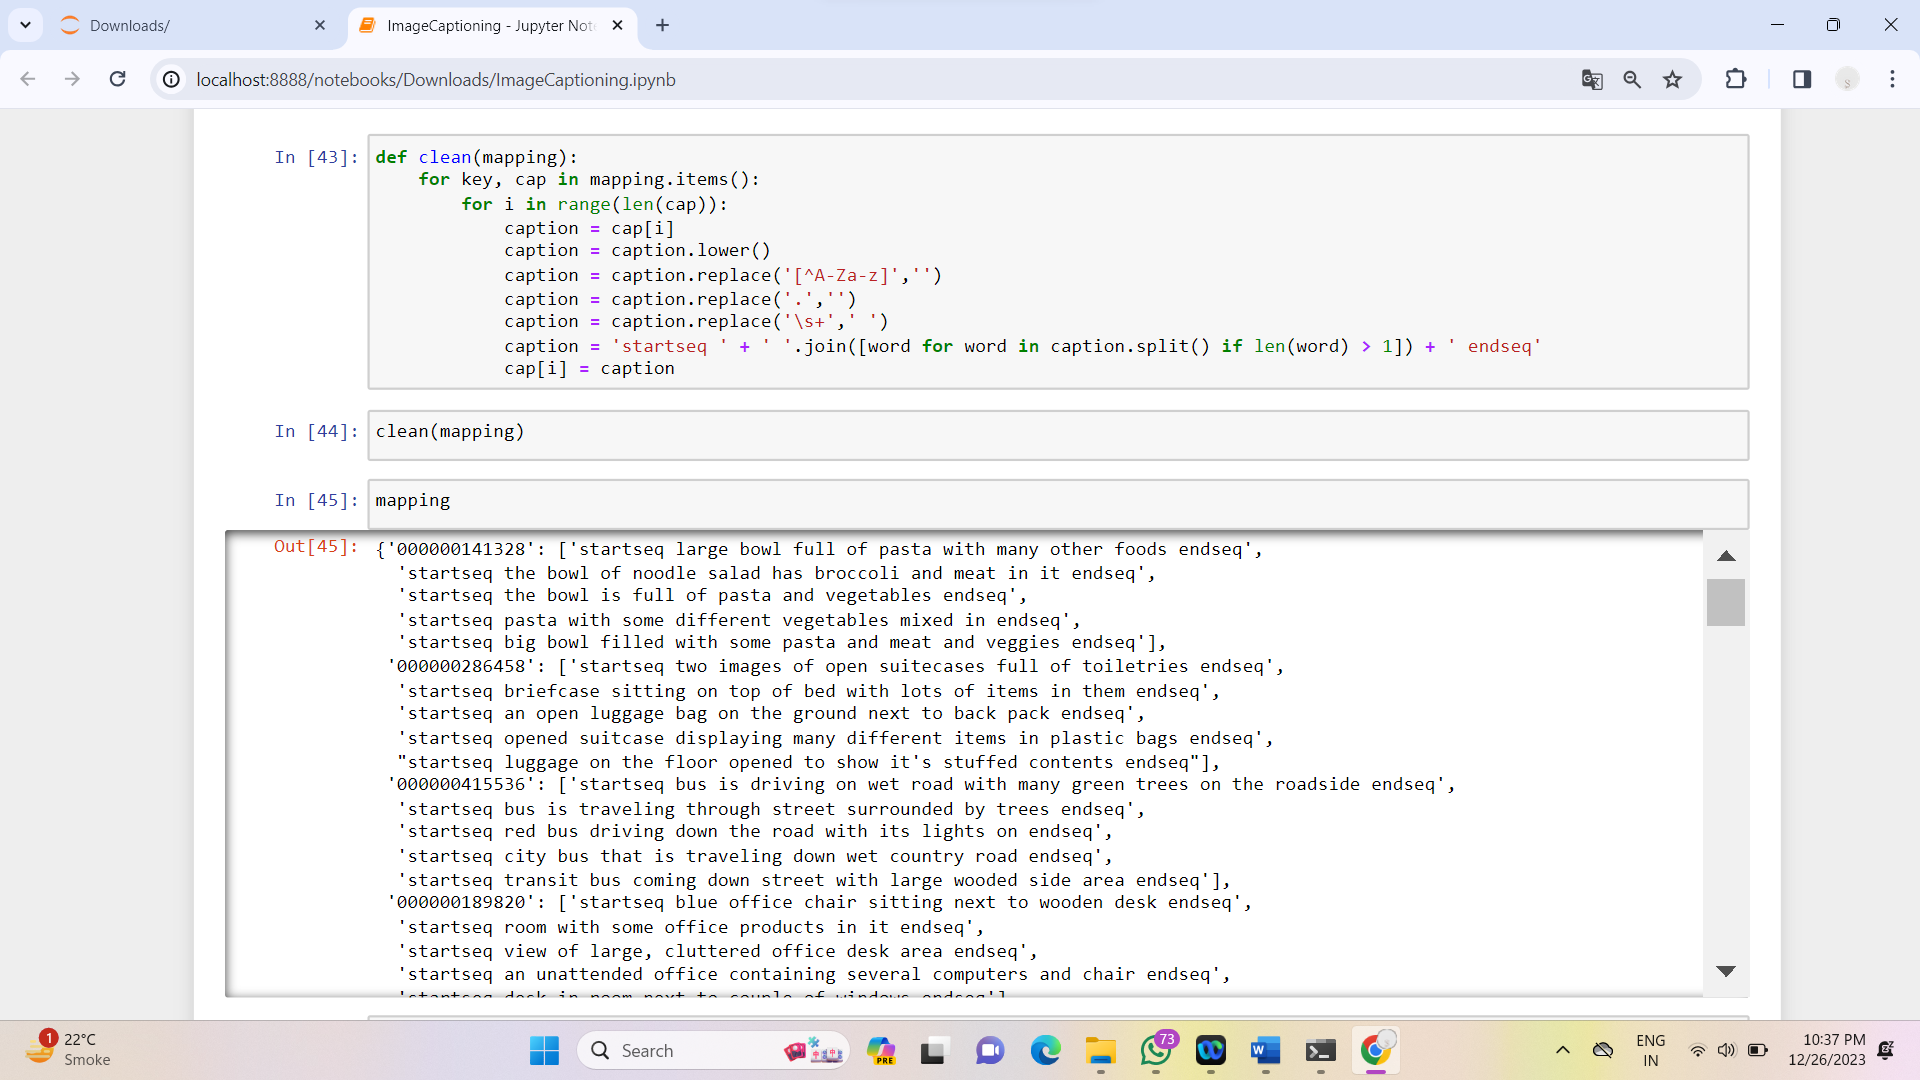 Downloads/
ImageCaptioning - Jupyter Not
localhost:8888/notebooks/Downloads/ImageCaptioning.ipynb
In [43]:
def clean(mapping):
    for key, cap in mapping.items():
        for i in range(len(cap)):
            caption = cap[i]
            caption = caption.lower()
            caption = caption.replace('[^A-Za-z]','')
            caption = caption.replace('.','')
            caption = caption.replace('\s+',' ')
            caption = 'startseq ' + ' '.join([word for word in caption.split() if len(word) > 1]) + ' endseq'
            cap[i] = caption
In [44]: clean(mapping)
In [45]: mapping
Out[45]: {'000000141328': ['startseq large bowl full of pasta with many other foods endseq',
'startseq the bowl of noodle salad has broccoli and meat in it endseq',
'startseq the bowl is full of pasta and vegetables endseq',
'startseq pasta with some different vegetables mixed in endseq',
'startseq big bowl filled with some pasta and meat and veggies endseq'],
'000000286458': ['startseq two images of open suitecases full of toiletries endseq',
'startseq briefcase sitting on top of bed with lots of items in them endseq',
'startseq an open luggage bag on the ground next to back pack endseq',
'startseq opened suitcase displaying many different items in plastic bags endseq',
"startseq luggage on the floor opened to show it's stuffed contents endseq"],
'000000415536': ['startseq bus is driving on wet road with many green trees on the roadside endseq',
'startseq bus is traveling through street surrounded by trees endseq',
'startseq red bus driving down the road with its lights on endseq',
'startseq city bus that is traveling down wet country road endseq',
'startseq transit bus coming down street with large wooded side area endseq'],
'000000189820': ['startseq blue office chair sitting next to wooden desk endseq',
'startseq room with some office products in it endseq',
'startseq view of large, cluttered office desk area endseq',
'startseq an unattended office containing several computers and chair endseq',
'startseq desk in room next to couple of windows endseq']
1
22°C
Smoke
Search
PRE
73
W
ENG
IN
10:37 PM
12/26/2023